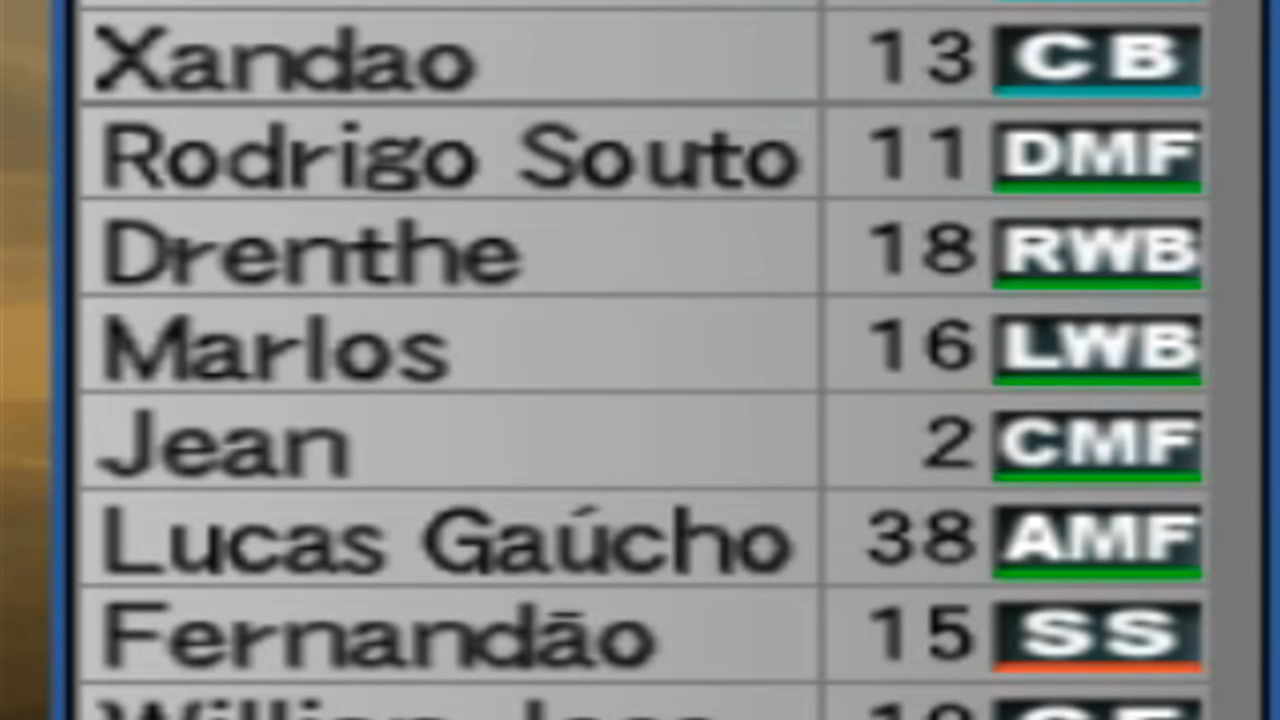 Xandao 13 CB
Rodrigo Souto 11 DMF
Drenthe 18 RWB
Marlos 16 LWB
Jean 2 CMF
Lucas Gaúcho 38 AMF
Fernandão 15 SS